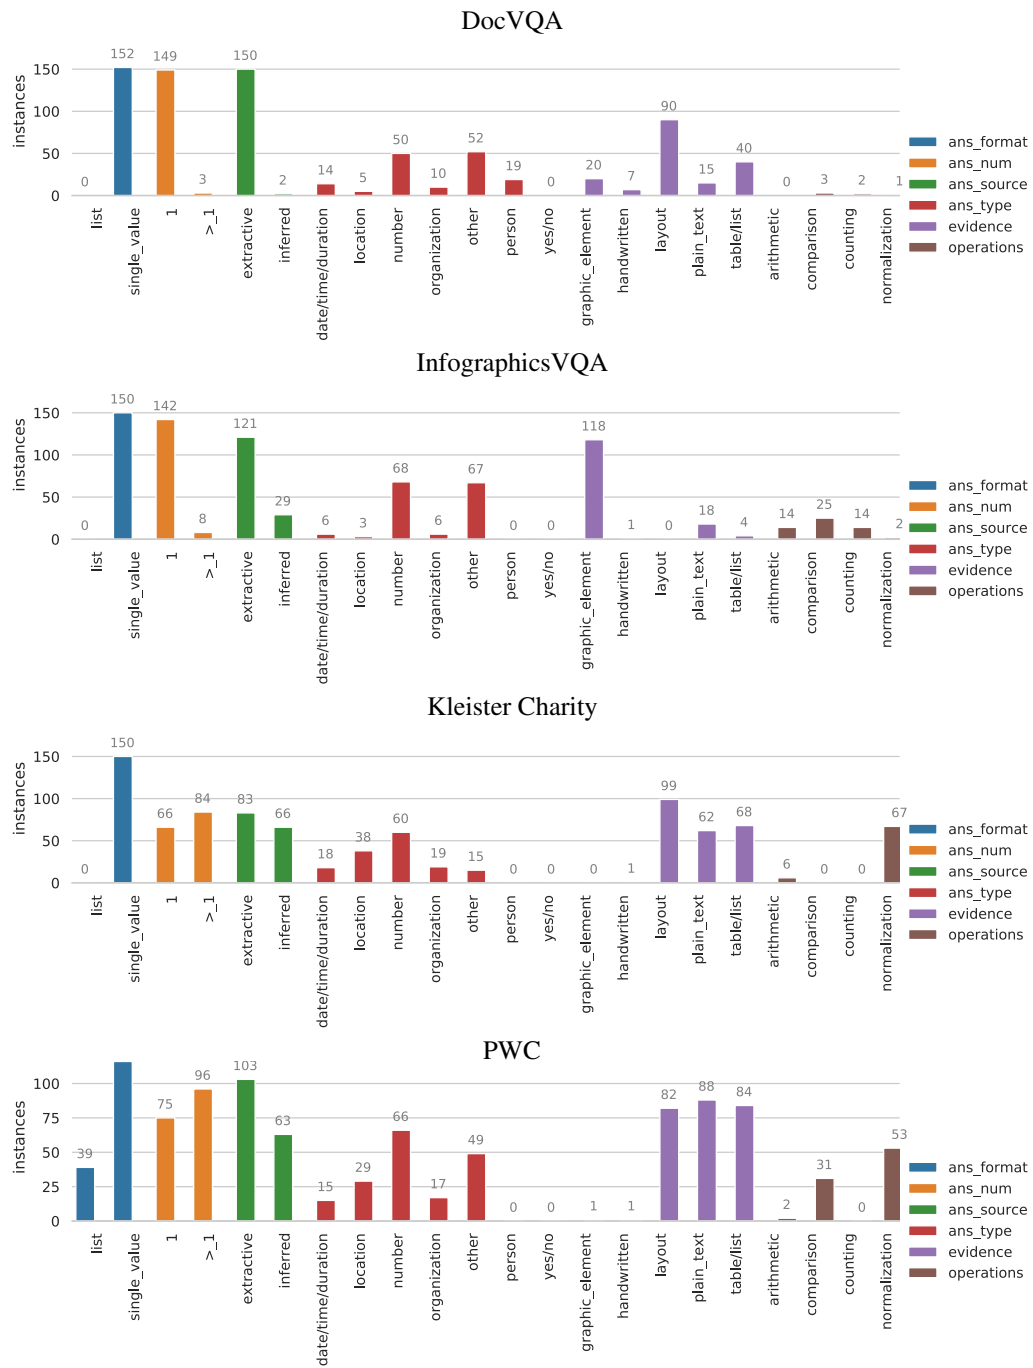 DocVQA
152 149 150
150
100 90
instances
50 50 52 40
0 0 3 2 14 5 10 19 0 20 7 15 0 3 2 1
list single_value 1 >_1 extractive inferred date/time/duration location number organization other person yes/no graphic_element handwritten layout plain_text table/list arithmetic comparison counting normalization
ans_format
ans_num
ans_source
ans_type
evidence
operations
InfographicsVQA
150 142
150 121 118
100
instances
50 68 67
0 0 8 29 6 3 6 0 0 1 0 18 4 14 25 14 2
list single_value 1 >_1 extractive inferred date/time/duration location number organization other person yes/no graphic_element handwritten layout plain_text table/list arithmetic comparison counting normalization
ans_format
ans_num
ans_source
ans_type
evidence
operations
Kleister Charity
150
150
100 84 83 99
instances
50 66 66 38 60 62 68 67
0 0 18 19 15 0 0 0 1 6 0 0
list single_value 1 >_1 extractive inferred date/time/duration location number organization other person yes/no graphic_element handwritten layout plain_text table/list arithmetic comparison counting normalization
ans_format
ans_num
ans_source
ans_type
evidence
operations
PWC
100 96 103
75 75 82 88 84
instances
50 39 63 66 49 53
25 29 31
0 15 17 0 0 1 1 2 0
list single_value 1 >_1 extractive inferred date/time/duration location number organization other person yes/no graphic_element handwritten layout plain_text table/list arithmetic comparison counting normalization
ans_format
ans_num
ans_source
ans_type
evidence
operations